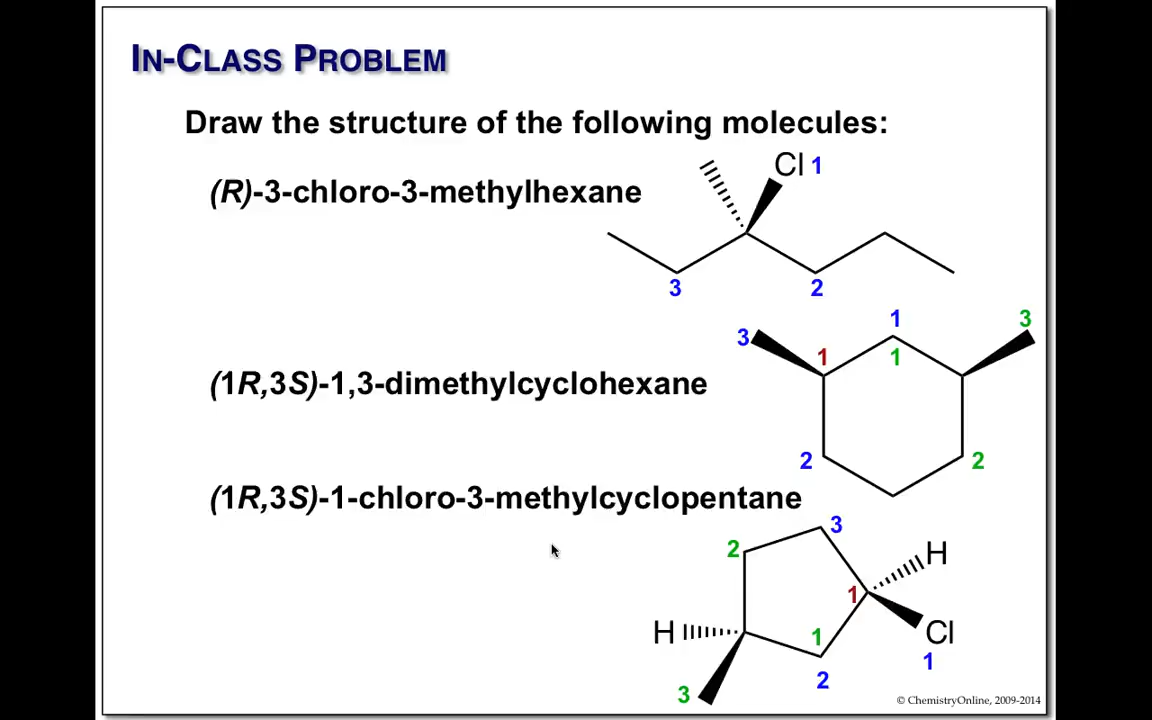 IN-CLASS PROBLEM
Draw the structure of the following molecules:
(R)-3-chloro-3-methylhexane
Cl 1
3 2
(1R,3S)-1,3-dimethylcyclohexane
3 1 1 1 3
2 2
(1R,3S)-1-chloro-3-methylcyclopentane
2 3 H
1
H 1 Cl
1
3 2
© ChemistryOnline, 2009-2014